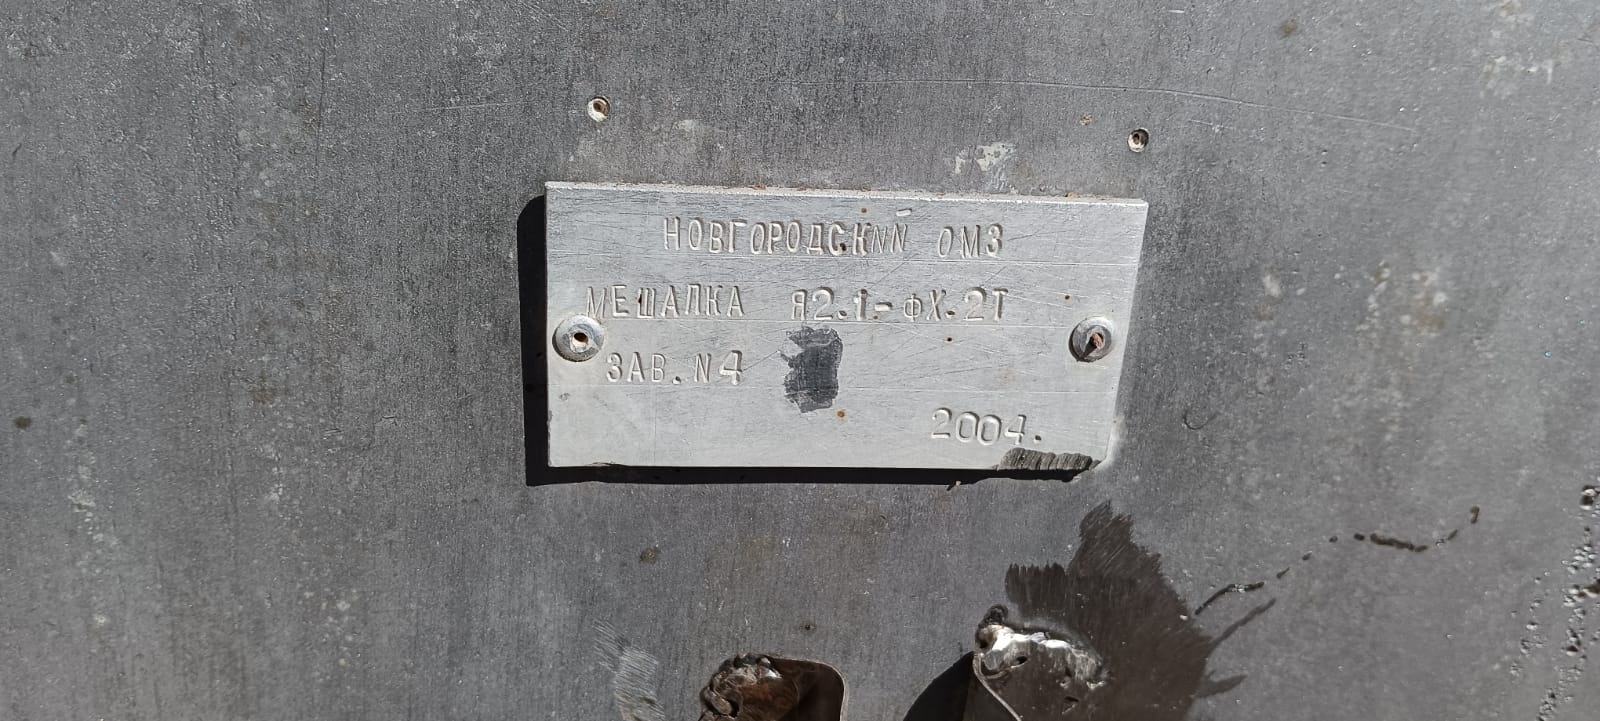 НОВГОРОДСКИЙ ОМЗ
МЕШАЛКА Я2.1-ФХ.2Т
ЗАВ.N4
2004.